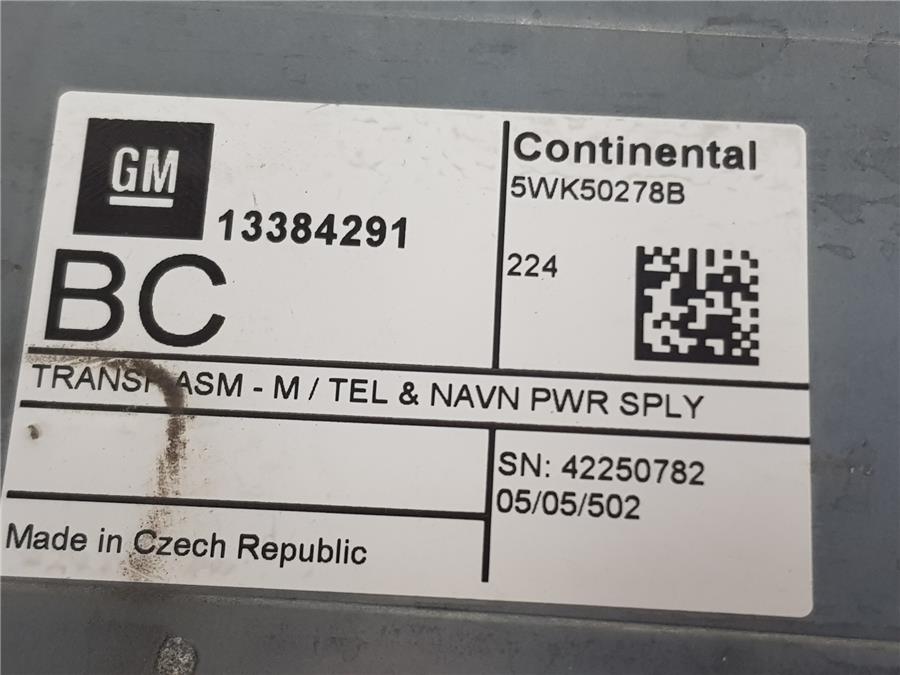 GM
13384291
BC
Continental
5WK50278B
224
ASM - M / TEL & NAVN PWR SPLY
SN: 42250782
05/05/502
Made in Czech Republic